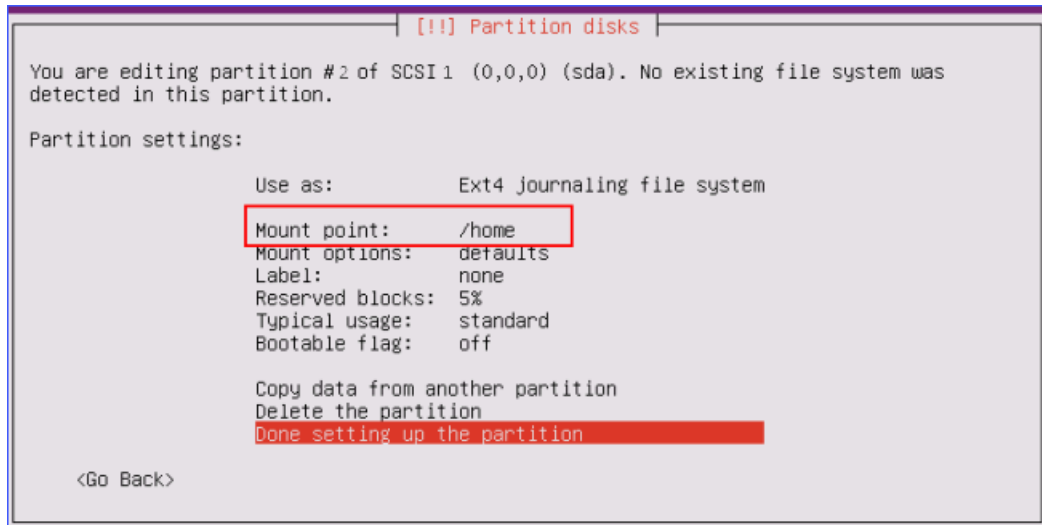 [!!] Partition disks
You are editing partition #2 of SCSI1 (0,0,0) (sda). No existing file system was
detected in this partition.
Partition settings:
Use as: Ext4 journaling file system
Mount point: /home
Mount options: defaults
Label: none
Reserved blocks: 5%
Typical usage: standard
Bootable flag: off
Copy data from another partition
Delete the partition
Done setting up the partition
<Go Back>